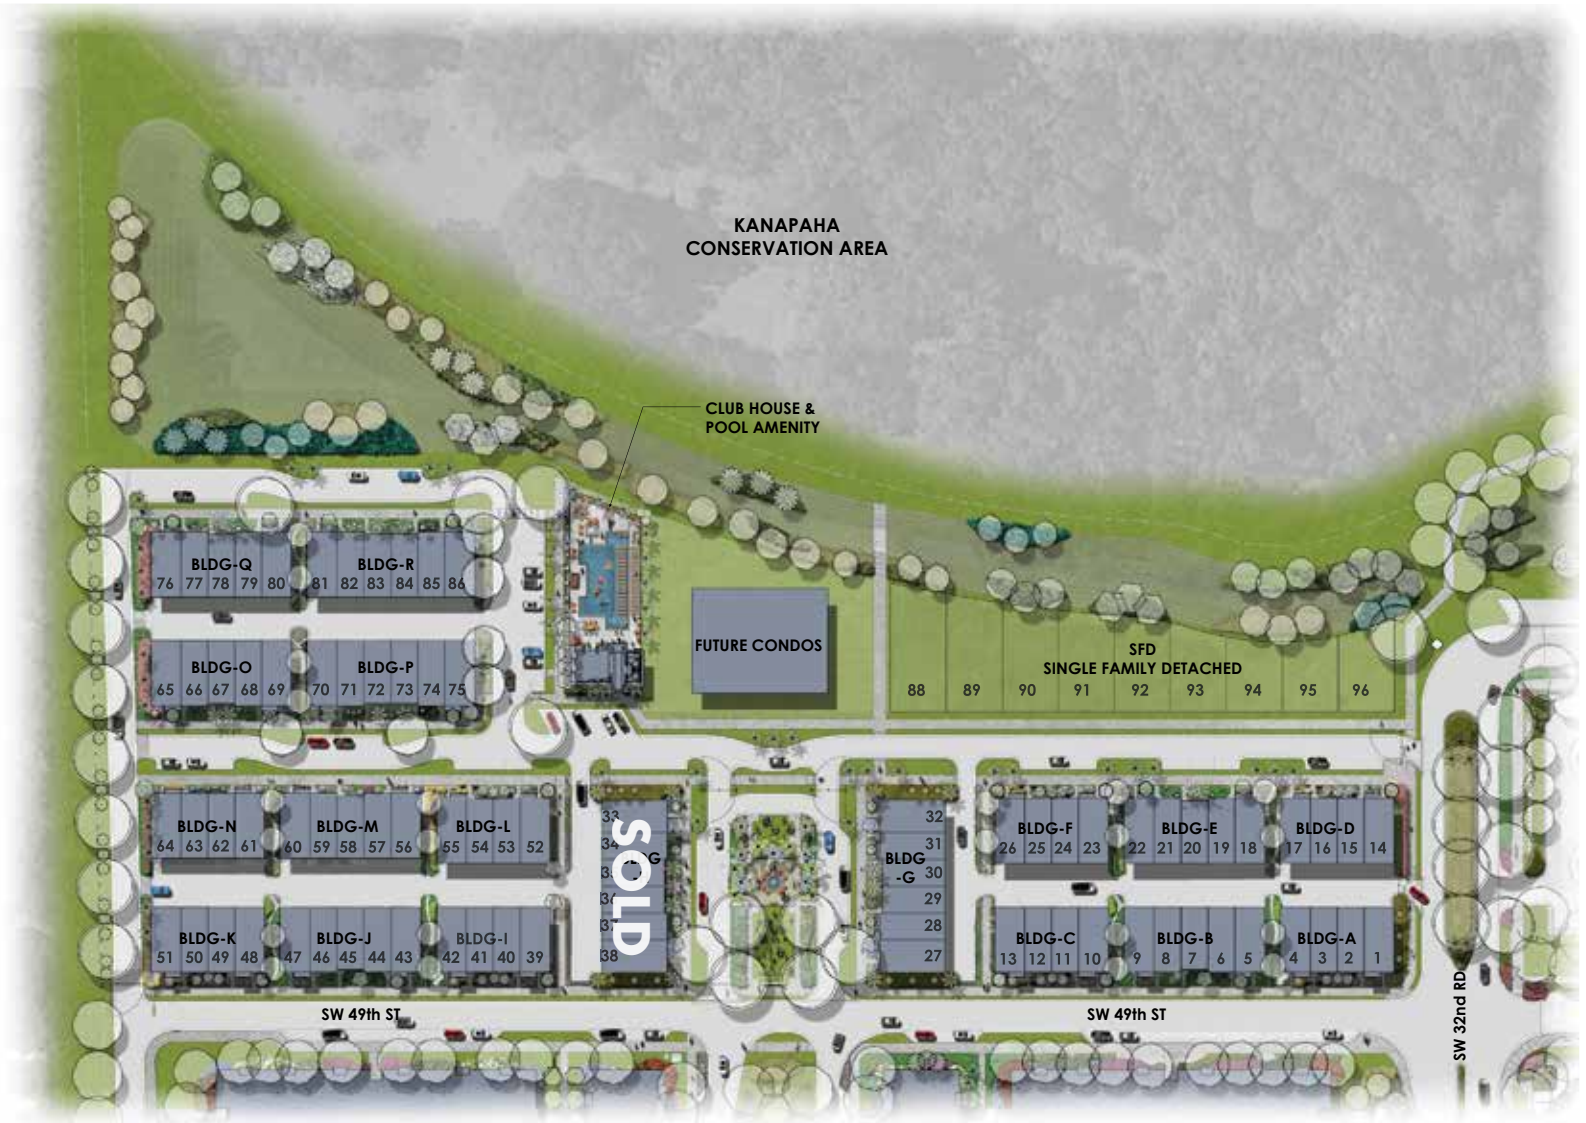 KANAPAHA
CONSERVATION AREA
CLUB HOUSE &
POOL AMENITY
BLDG-Q
76 77 78 79 80
BLDG-R
81 82 83 84 85 86
BLDG-O
65 66 67 68 69
BLDG-P
70 71 72 73 74 75
FUTURE CONDOS
SFD
SINGLE FAMILY DETACHED
88 89 90 91 92 93 94 95 96
BLDG-N
64 63 62 61
BLDG-M
60 59 58 57 56
BLDG-L
55 54 53 52
33
34
36
37
38
SOLD
BLDG
-G
32
31
30
29
28
27
BLDG-F
26 25 24 23
BLDG-E
22 21 20 19 18
BLDG-D
17 16 15 14
BLDG-K
51 50 49 48
BLDG-J
47 46 45 44 43
BLDG-I
42 41 40 39
BLDG-C
13 12 11 10
BLDG-B
9 8 7 6 5
BLDG-A
4 3 2 1
SW 49th ST
SW 49th ST
SW 32nd RD